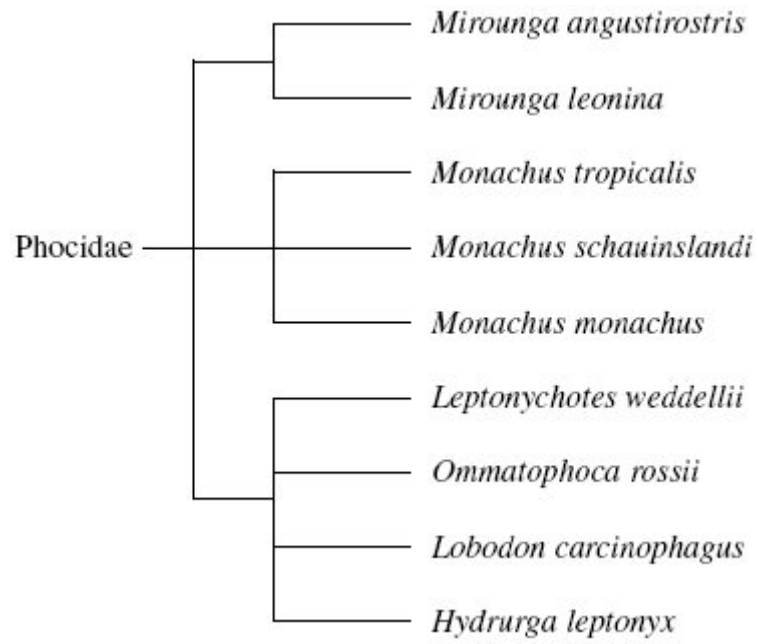 Mirounga angustirostris
Mirounga leonina
Monachus tropicalis
Phocidae
Monachus schauinslandi
Monachus monachus
Leptonychotes weddellii
Ommatophoca rossii
Lobodon carcinophagus
Hydrurga leptonyx